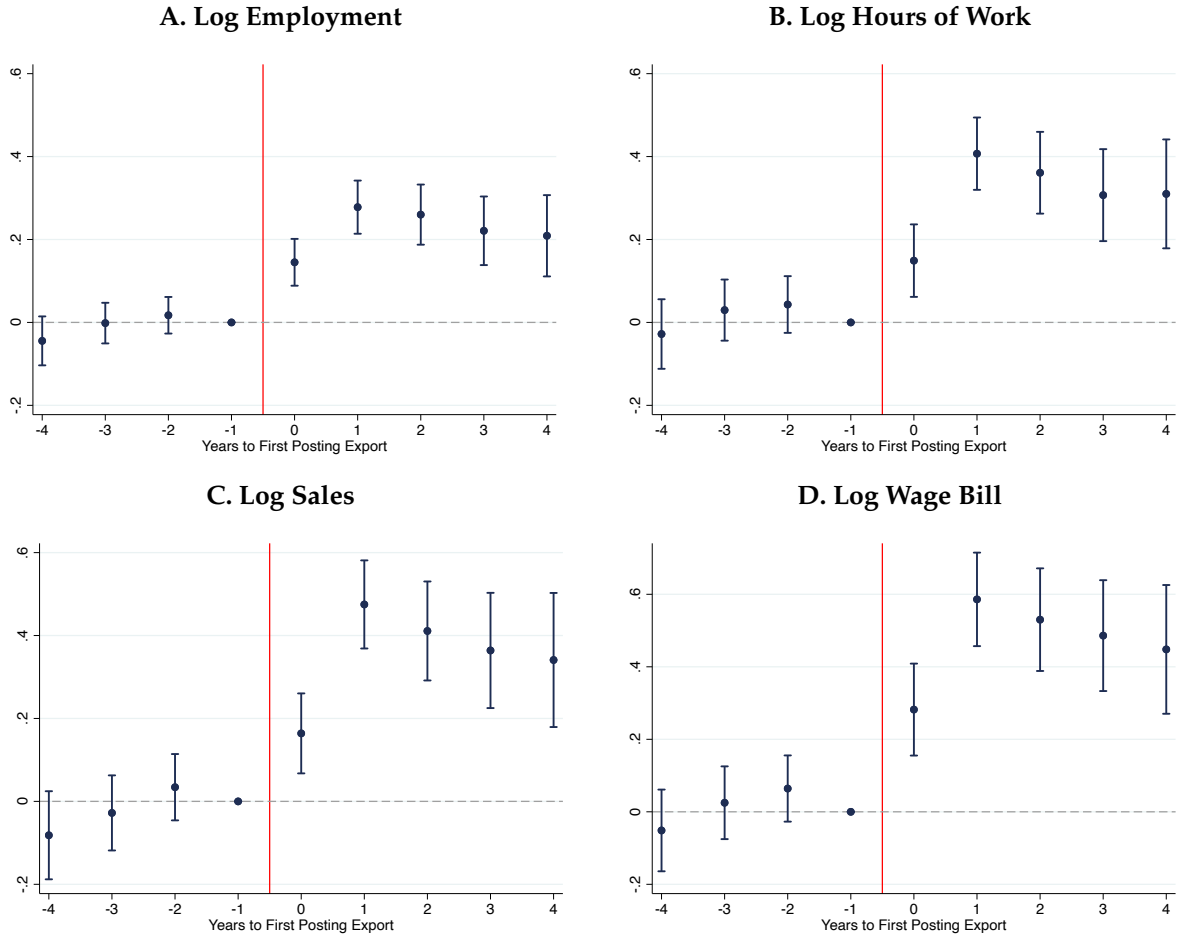 A. Log Employment
.6
.4
.2
0
-.2
-4 -3 -2 -1 0 1 2 3 4
Years to First Posting Export
B. Log Hours of Work
.6
.4
.2
0
-.2
-4 -3 -2 -1 0 1 2 3 4
Years to First Posting Export
C. Log Sales
.6
.4
.2
0
-.2
-4 -3 -2 -1 0 1 2 3 4
Years to First Posting Export
D. Log Wage Bill
.6
.4
.2
0
-.2
-4 -3 -2 -1 0 1 2 3 4
Years to First Posting Export